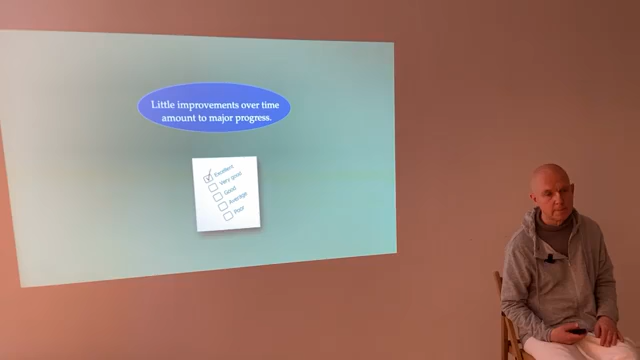 Little improvements over time
amount to major progress.
Excellent
Very good
Good
Average
Poor